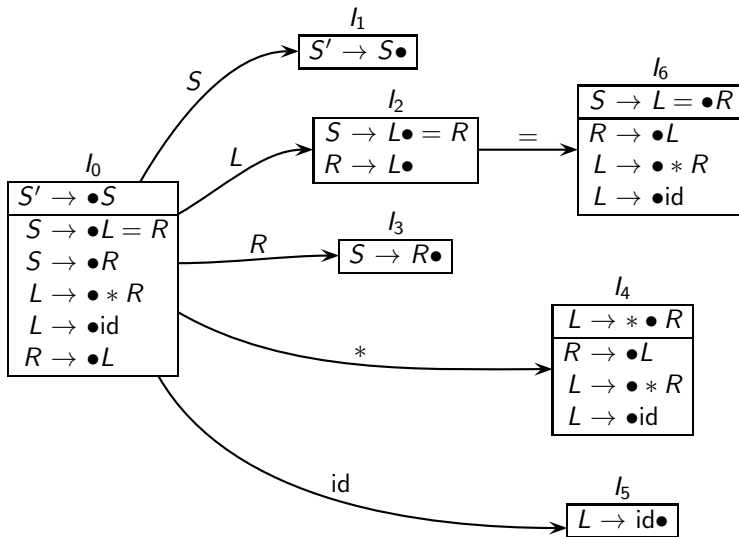 I₁
S′ → S●
S
I₆
S → L = ●R
R → ●L
L → ● ∗ R
L → ●id
I₂
S → L● = R
R → L●
=
L
I₀
S′ → ●S
S → ●L = R
S → ●R
L → ● ∗ R
L → ●id
R → ●L
I₃
S → R●
R
I₄
L → ∗ ● R
R → ●L
L → ● ∗ R
L → ●id
∗
id
I₅
L → id●